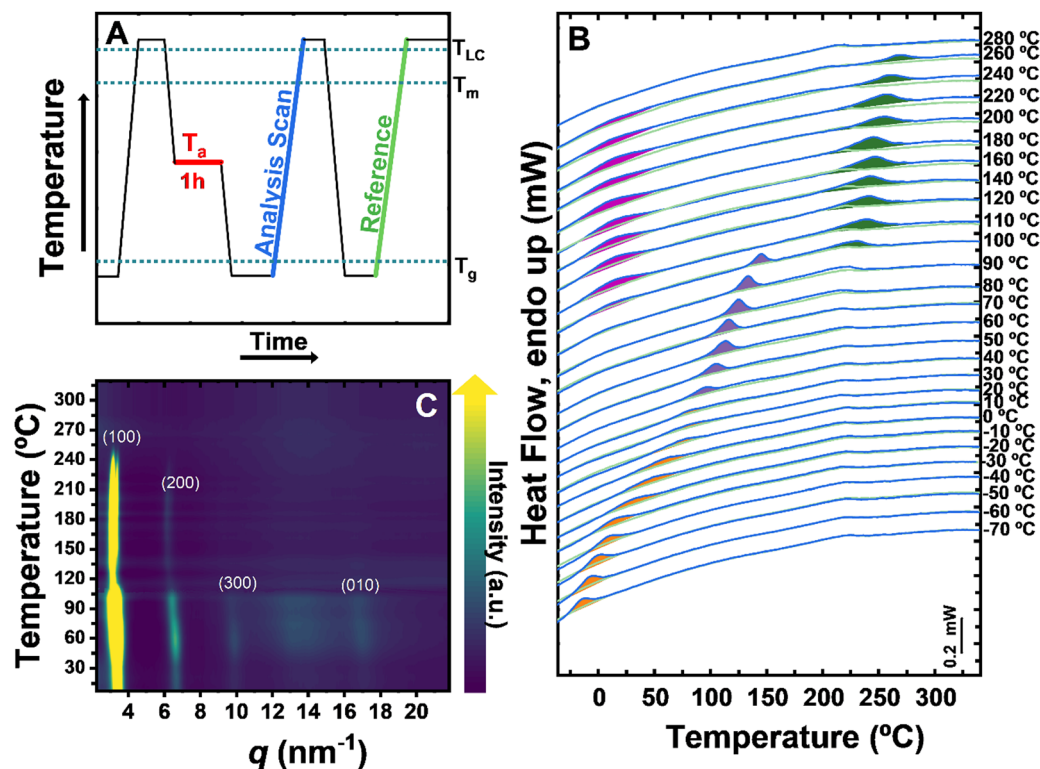 A
Temperature
T_LC
T_m
T_a
1h
Analysis Scan
Reference
T_g
Time
B
Heat Flow, endo up (mW)
280 ºC
260 ºC
240 ºC
220 ºC
200 ºC
180 ºC
160 ºC
140 ºC
120 ºC
110 ºC
100 ºC
90 ºC
80 ºC
70 ºC
60 ºC
50 ºC
40 ºC
30 ºC
20 ºC
10 ºC
0 ºC
-10 ºC
-20 ºC
-30 ºC
-40 ºC
-50 ºC
-60 ºC
-70 ºC
0.2 mW
0 50 100 150 200 250 300
Temperature (ºC)
C
Temperature (ºC)
300
270
240
210
180
150
120
90
60
30
(100)
(200)
(300)
(010)
Intensity (a.u.)
4 6 8 10 12 14 16 18 20
q (nm⁻¹)